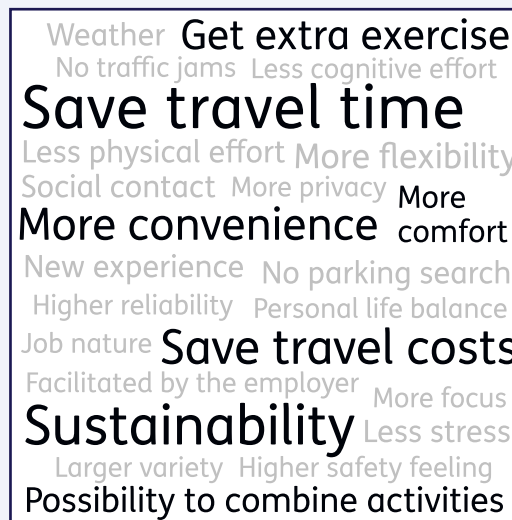 Weather Get extra exercise
No traffic jams Less cognitive effort
Save travel time
Less physical effort More flexibility
Social contact More privacy More
More convenience comfort
New experience No parking search
Higher reliability Personal life balance
Job nature Save travel costs
Facilitated by the employer More focus
Sustainability Less stress
Larger variety Higher safety feeling
Possibility to combine activities